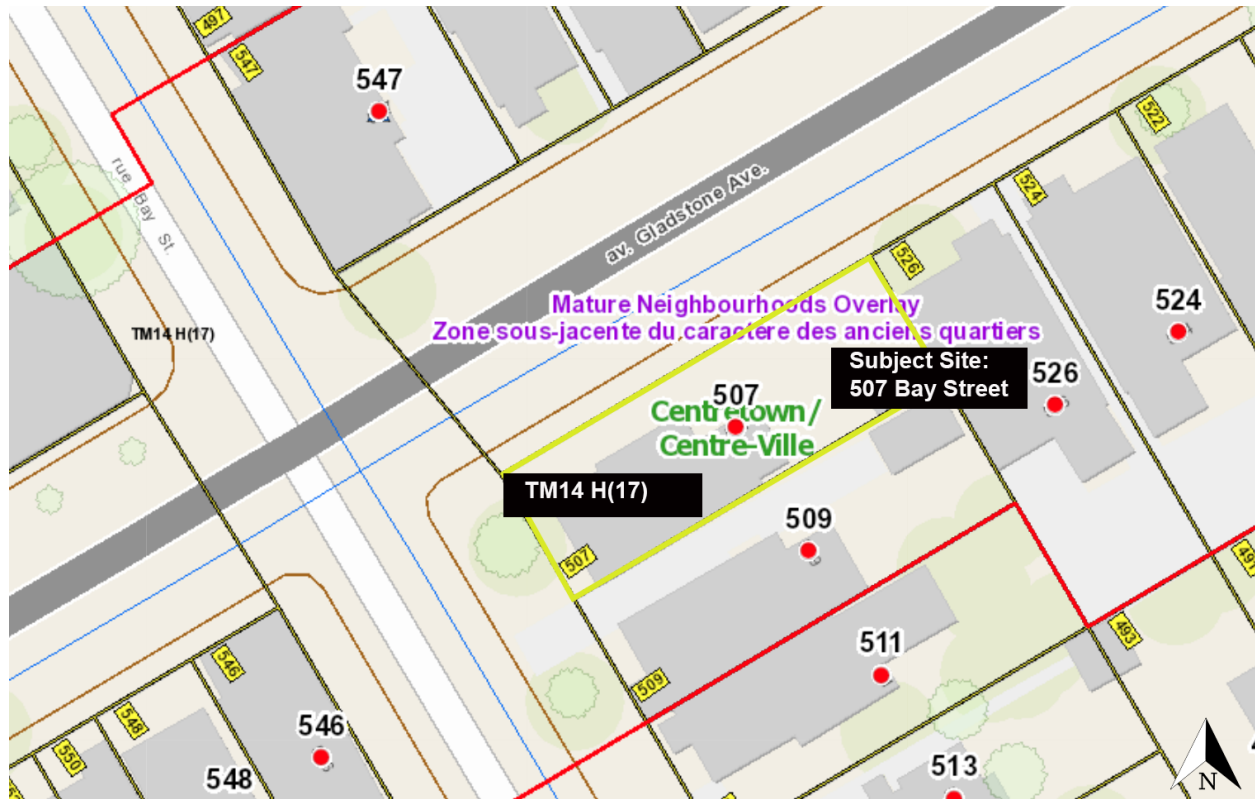 497
547
547
522
rue Bay St.
av. Gladstone Ave.
524
526
Mature Neighbourhoods Overlay
Zone sous-jacente du caractère des anciens quartiers
524
TM14 H(17)
Subject Site:
507 Bay Street
526
507
Centretown/
Centre-Ville
TM14 H(17)
509
507
491
493
511
509
546
546
548
550
548
513
N